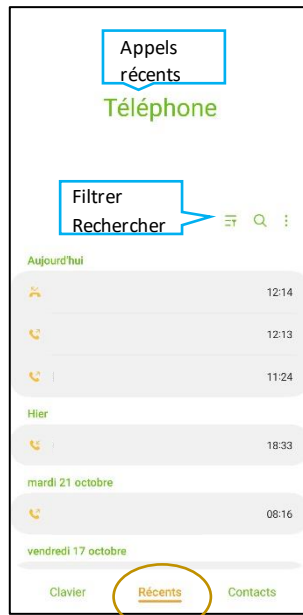 Appels
récents
Téléphone
Filtrer
Rechercher
Aujourd'hui
12:14
12:13
11:24
Hier
18:33
mardi 21 octobre
08:16
vendredi 17 octobre
Clavier Récents Contacts